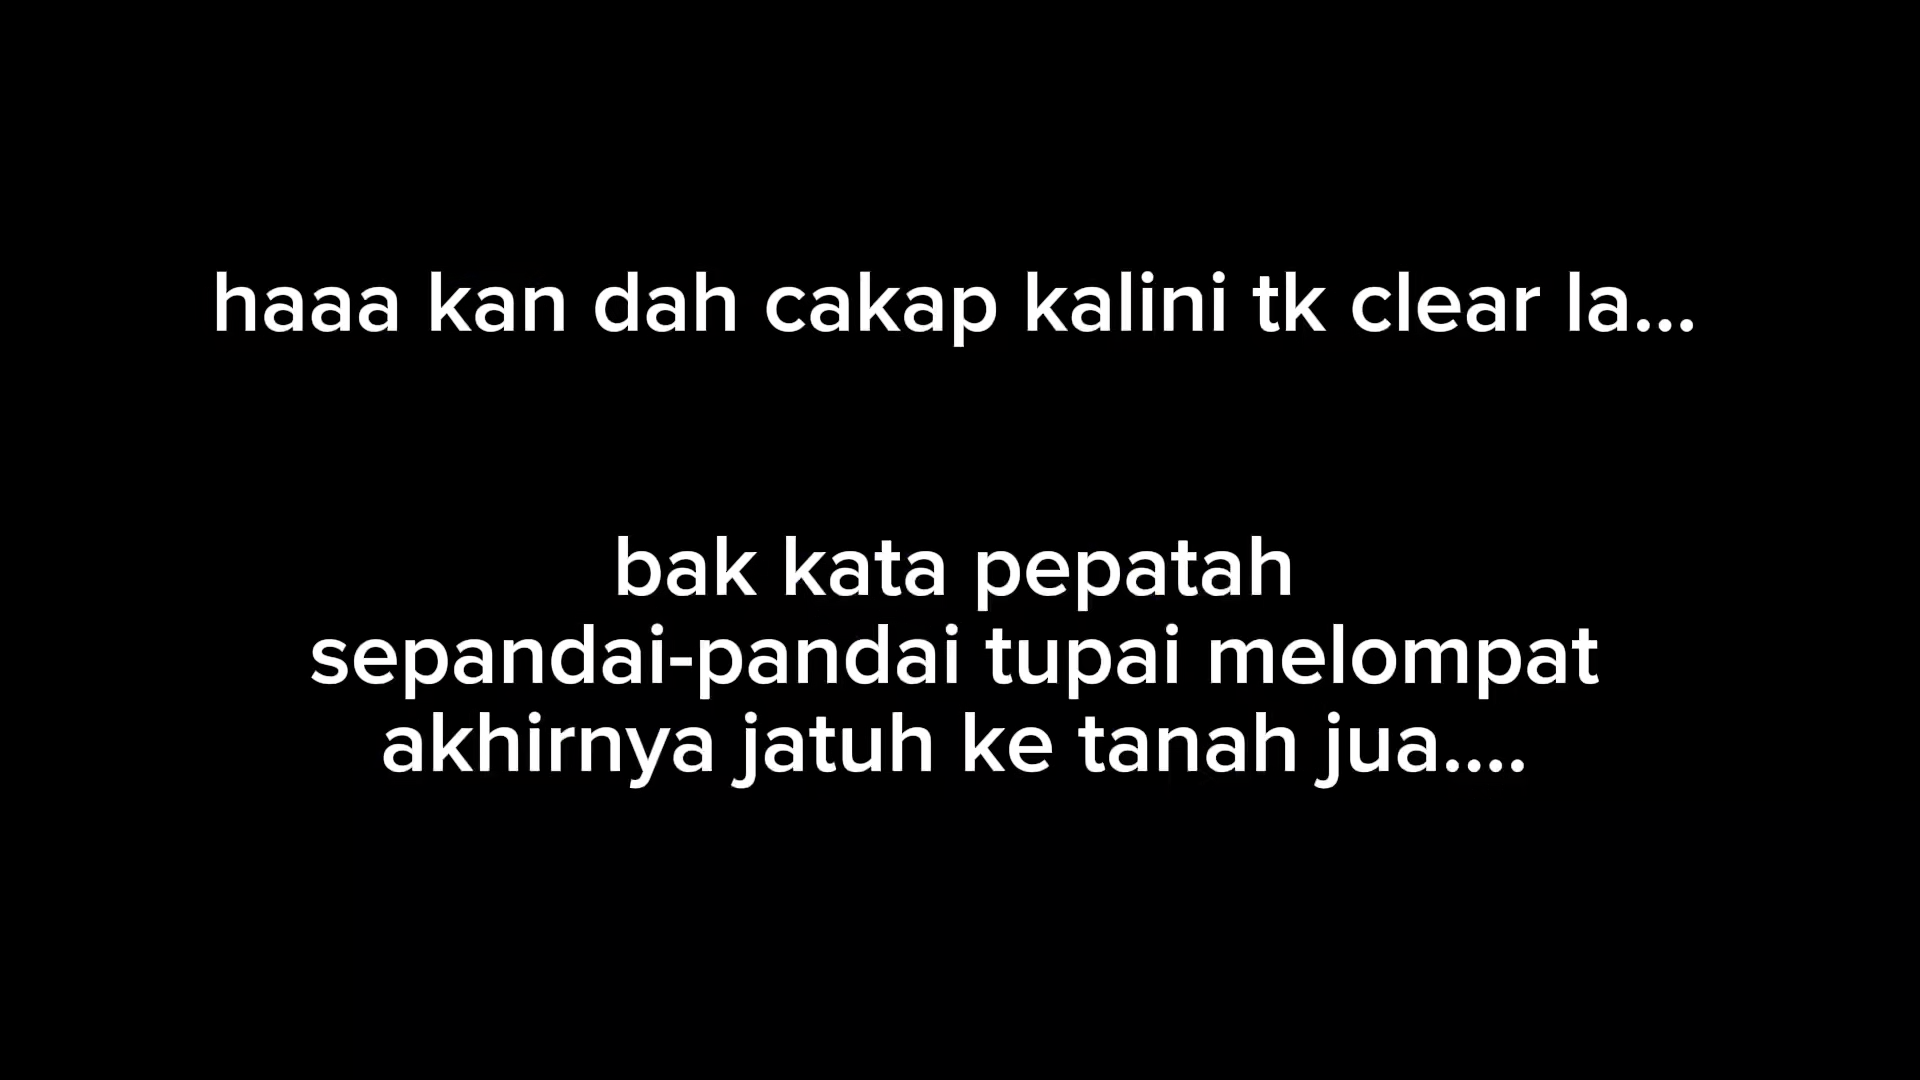 haaa kan dah cakap kalini tk clear la...
bak kata pepatah
sepandai-pandai tupai melompat
akhirnya jatuh ke tanah jua....